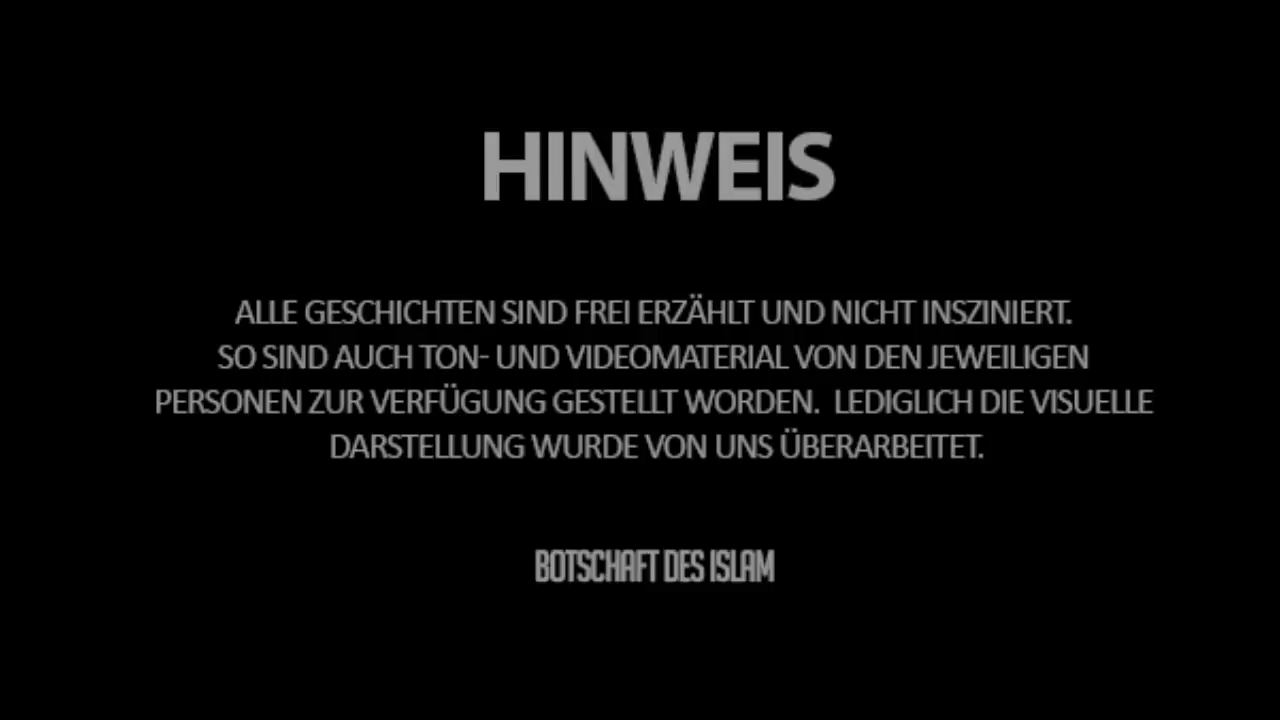 HINWEIS
ALLE GESCHICHTEN SIND FREI ERZÄHLT UND NICHT INSZINIERT.
SO SIND AUCH TON- UND VIDEOMATERIAL VON DEN JEWEILIGEN
PERSONEN ZUR VERFÜGUNG GESTELLT WORDEN. LEDIGLICH DIE VISUELLE
DARSTELLUNG WURDE VON UNS ÜBERARBEITET.
BOTSCHAFT DES ISLAM